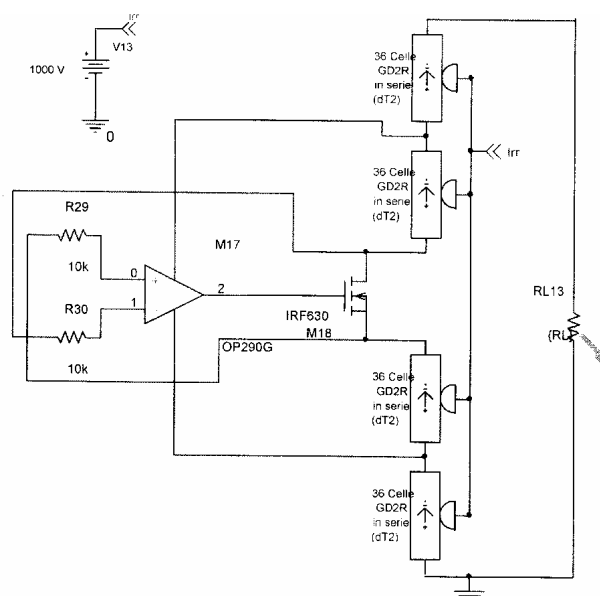 Irr
V13
1000 V
+
-
0
36 Celle
GD2R
in serie
(dT2)
Irr
36 Celle
GD2R
in serie
(dT2)
R29
10k
M17
0
+
2
1
R30
10k
IRF630
M18
OP290G
RL13
{RL
36 Celle
GD2R
in serie
(dT2)
36 Celle
GD2R
in serie
(dT2)